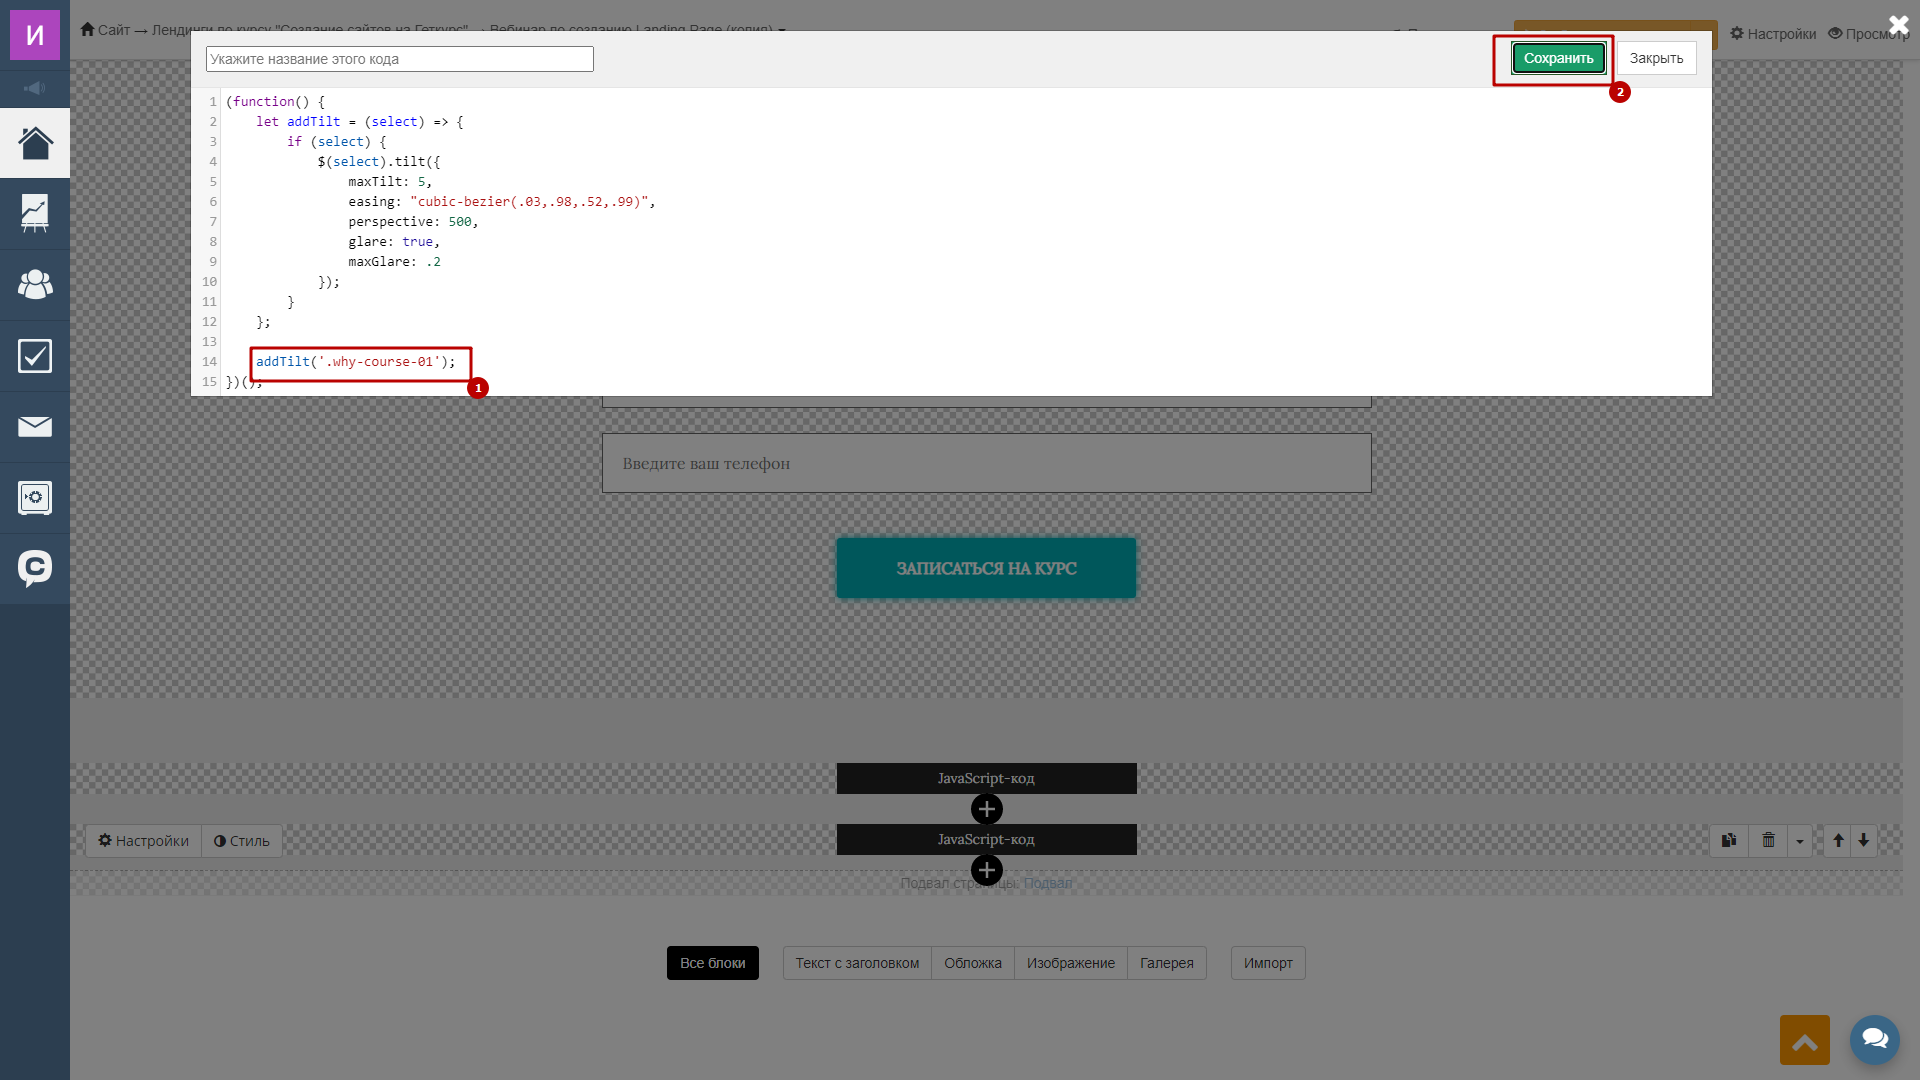 И
Сайт → Лендинги по курсу "Создание сайтов на Геткурс" → Вебинар по созданию Landing Page (копия)
Настройки
Просмотр
Укажите название этого кода
Сохранить
Закрыть
2
1 (function() {
2 let addTilt = (select) => {
3 if (select) {
4 $(select).tilt({
5 maxTilt: 5,
6 easing: "cubic-bezier(.03,.98,.52,.99)",
7 perspective: 500,
8 glare: true,
9 maxGlare: .2
10 });
11 }
12 };
13
14 addTilt('.why-course-01');
15 })();
1
Введите ваш телефон
ЗАПИСАТЬСЯ НА КУРС
JavaScript-код
Настройки
Стиль
JavaScript-код
Подвал страницы: Подвал
Все блоки
Текст с заголовком
Обложка
Изображение
Галерея
Импорт